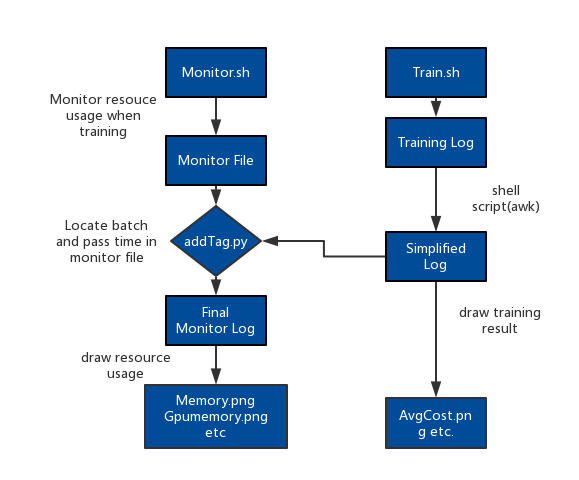 Monitor.sh
Train.sh
Monitor resouce
usage when
training
Training Log
Monitor File
shell
script(awk)
Locate batch
and pass time in
monitor file
addTag.py
Simplified
Log
Final
Monitor Log
draw training
result
draw resource
usage
Memory.png
Gpumemory.png
etc
AvgCost.pn
g etc.